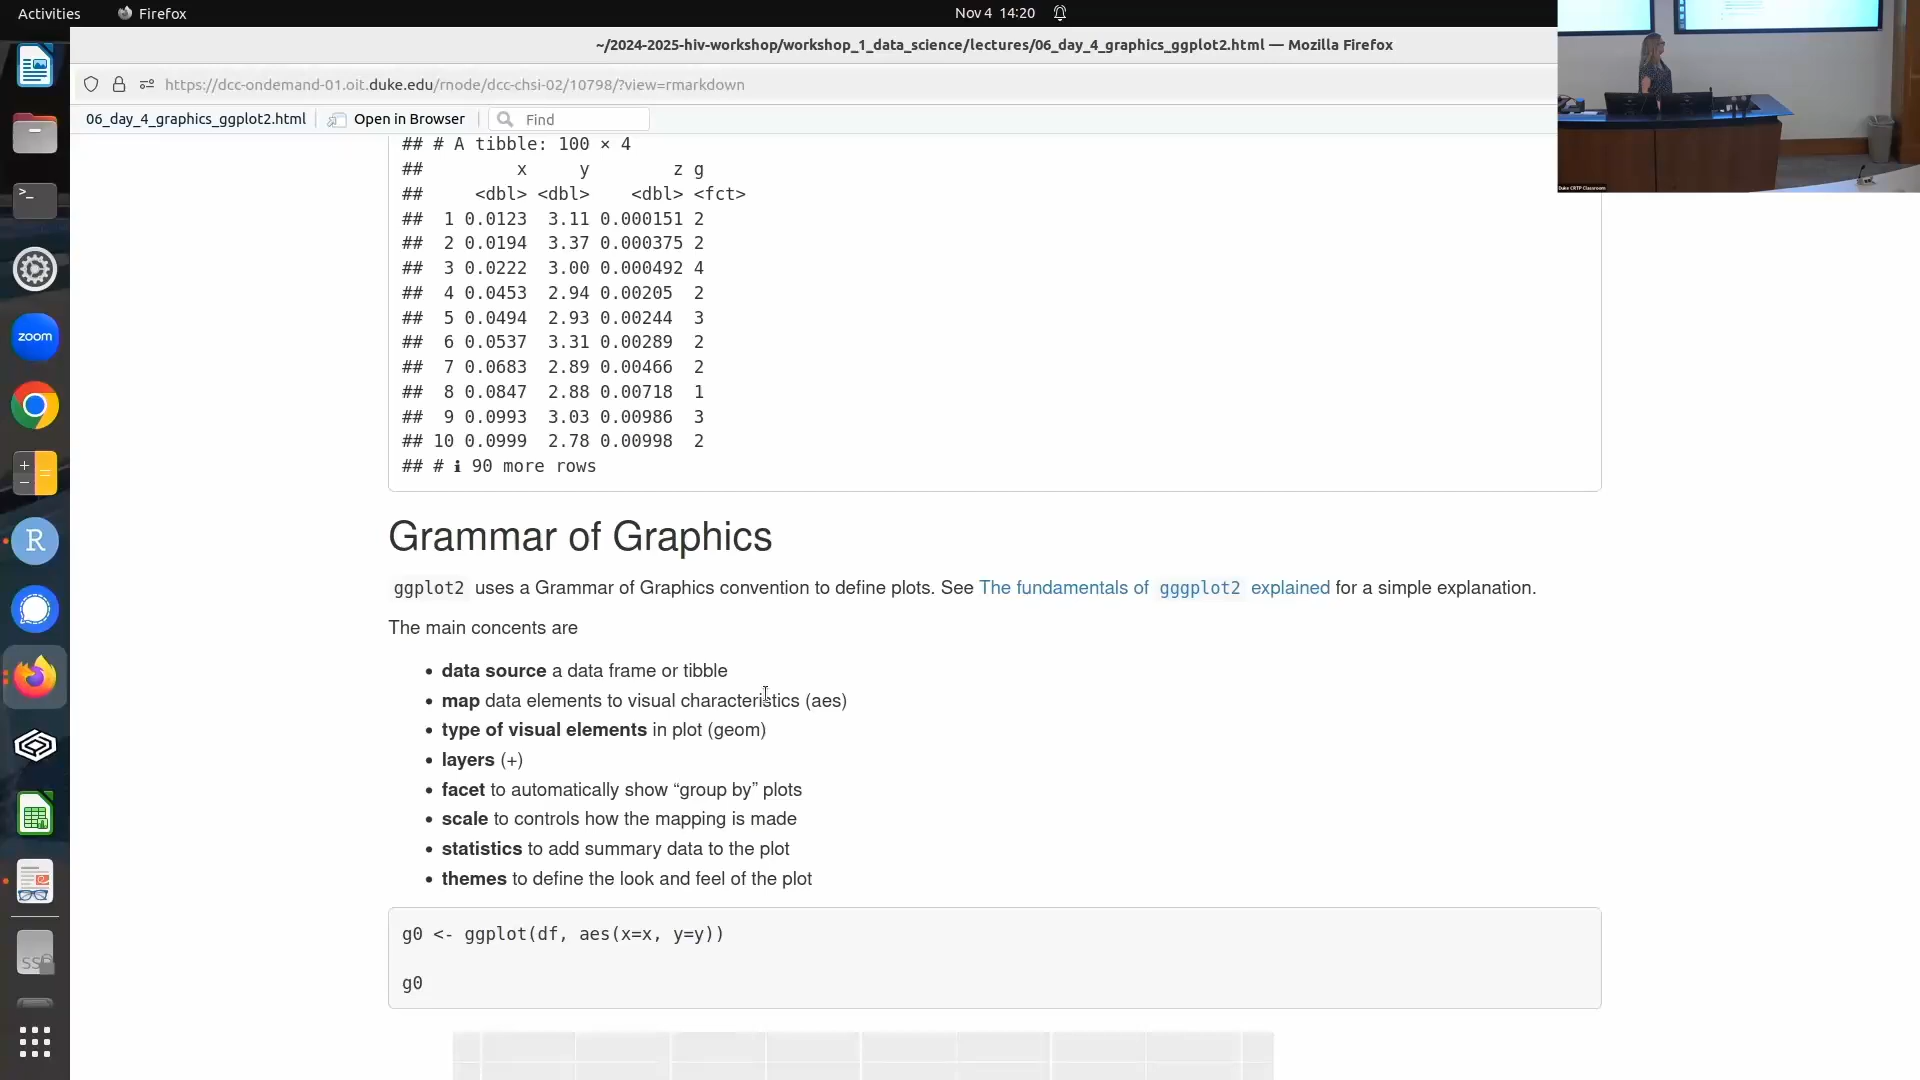 Activities
Firefox
Nov 4 14:20
~/2024-2025-hiv-workshop/workshop_1_data_science/lectures/06_day_4_graphics_ggplot2.html — Mozilla Firefox
https://dcc-ondemand-01.oit.duke.edu/rnode/dcc-chsi-02/10798/?view=rmarkdown
06_day_4_graphics_ggplot2.html
Open in Browser
Find
## # A tibble: 100 × 4
##         x     y        z g
##     <dbl> <dbl>    <dbl> <fct>
##  1 0.0123  3.11 0.000151 2
##  2 0.0194  3.37 0.000375 2
##  3 0.0222  3.00 0.000492 4
##  4 0.0453  2.94 0.00205  2
##  5 0.0494  2.93 0.00244  3
##  6 0.0537  3.31 0.00289  2
##  7 0.0683  2.89 0.00466  2
##  8 0.0847  2.88 0.00718  1
##  9 0.0993  3.03 0.00986  3
## 10 0.0999  2.78 0.00998  2
## # ℹ 90 more rows
Grammar of Graphics
ggplot2 uses a Grammar of Graphics convention to define plots. See The fundamentals of gggplot2 explained for a simple explanation.
The main concents are
• data source a data frame or tibble
• map data elements to visual characteristics (aes)
• type of visual elements in plot (geom)
• layers (+)
• facet to automatically show “group by” plots
• scale to controls how the mapping is made
• statistics to add summary data to the plot
• themes to define the look and feel of the plot
g0 <- ggplot(df, aes(x=x, y=y))
g0
zoom
R
Duke CRTP Classroom